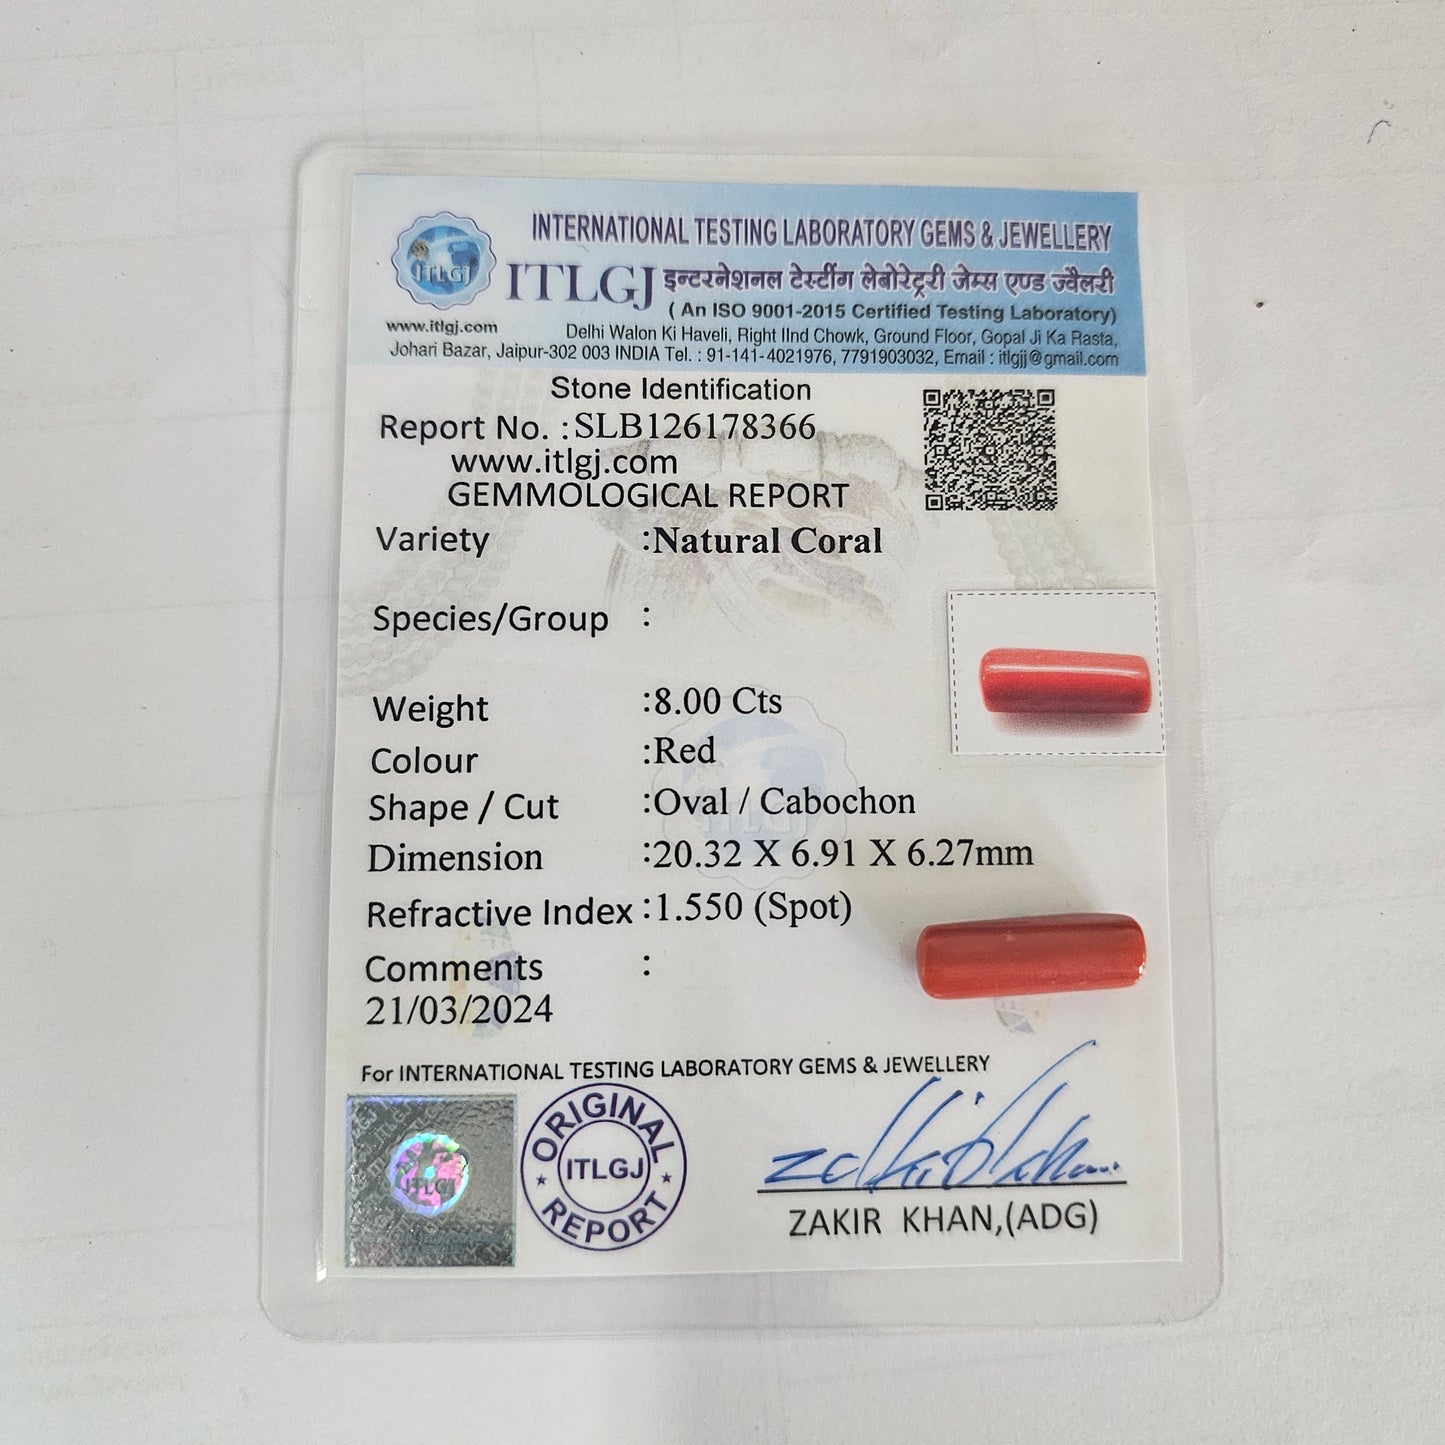 INTERNATIONAL TESTING LABORATORY GEMS & JEWELLERY
ITLGJ
ITLGJ इन्टरनेशनल टेस्टींग लेबोरेट्ररी जेम्स एण्ड ज्वैलरी
( An ISO 9001-2015 Certified Testing Laboratory)
www.itlgj.com
Delhi Walon Ki Haveli, Right IInd Chowk, Ground Floor, Gopal Ji Ka Rasta,
Johari Bazar, Jaipur-302 003 INDIA Tel. : 91-141-4021976, 7791903032, Email : itlgjj@gmail.com
Stone Identification
Report No. :SLB126178366
www.itlgj.com
GEMMOLOGICAL REPORT
Variety :Natural Coral
Species/Group :
Weight :8.00 Cts
Colour :Red
Shape / Cut :Oval / Cabochon
Dimension :20.32 X 6.91 X 6.27mm
Refractive Index :1.550 (Spot)
Comments :
21/03/2024
For INTERNATIONAL TESTING LABORATORY GEMS & JEWELLERY
ITLGJ
ORIGINAL
ITLGJ
REPORT
ZAKIR KHAN,(ADG)